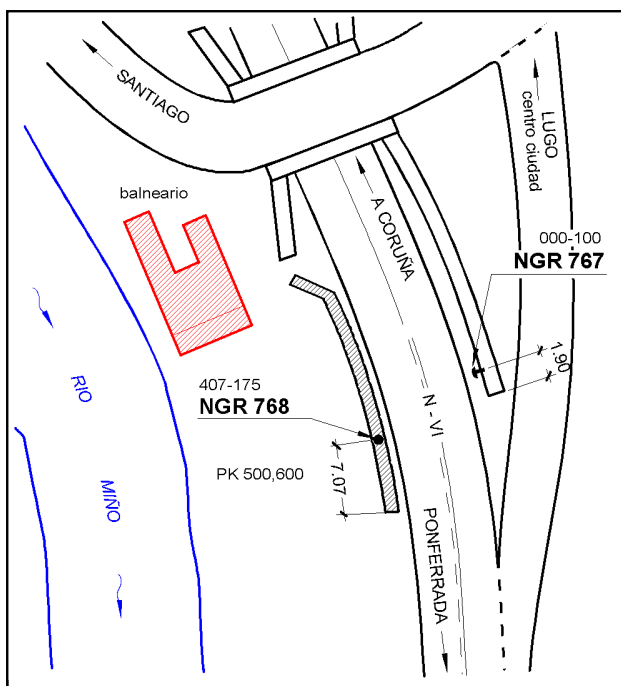 SANTIAGO
LUGO
centro ciudad
balneario
A CORUÑA
000-100
NGR 767
1.90
RIO
MIÑO
407-175
NGR 768
N - VI
PK 500,600
7.07
PONFERRADA